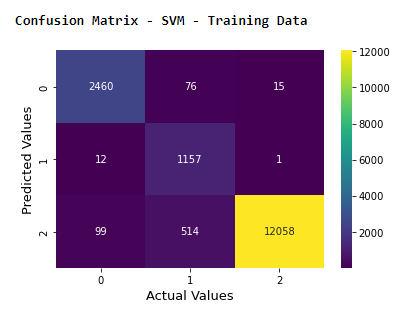 Confusion Matrix - SVM - Training Data
Predicted Values
0 2460 76 15
1 12 1157 1
2 99 514 12058
0 1 2
Actual Values
12000
10000
8000
6000
4000
2000